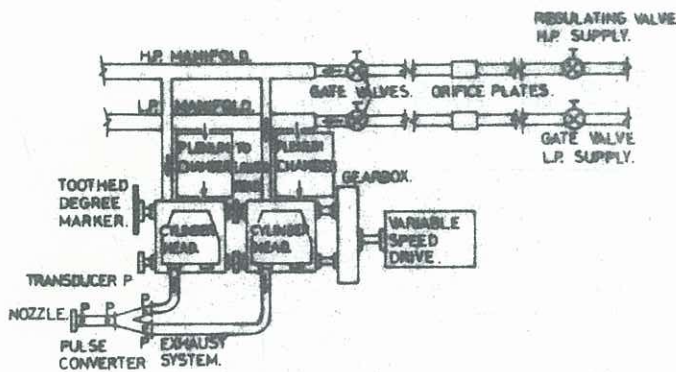 REGULATING VALVE
H.P. SUPPLY.
H.P. MANIFOLD.
GATE VALVES.
ORIFICE PLATES.
L.P. MANIFOLD.
GATE VALVE
L.P. SUPPLY.
PLENUM
CHAMBER
TO
PLENUM
CHAMBER
GEARBOX.
TOOTHED
DEGREE
MARKER.
CYLINDER
HEAD.
CYLINDER
HEAD.
VARIABLE
SPEED
DRIVE.
TRANSDUCER P
NOZZLE.
P
P
P
P
PULSE
CONVERTER
EXHAUST
SYSTEM.